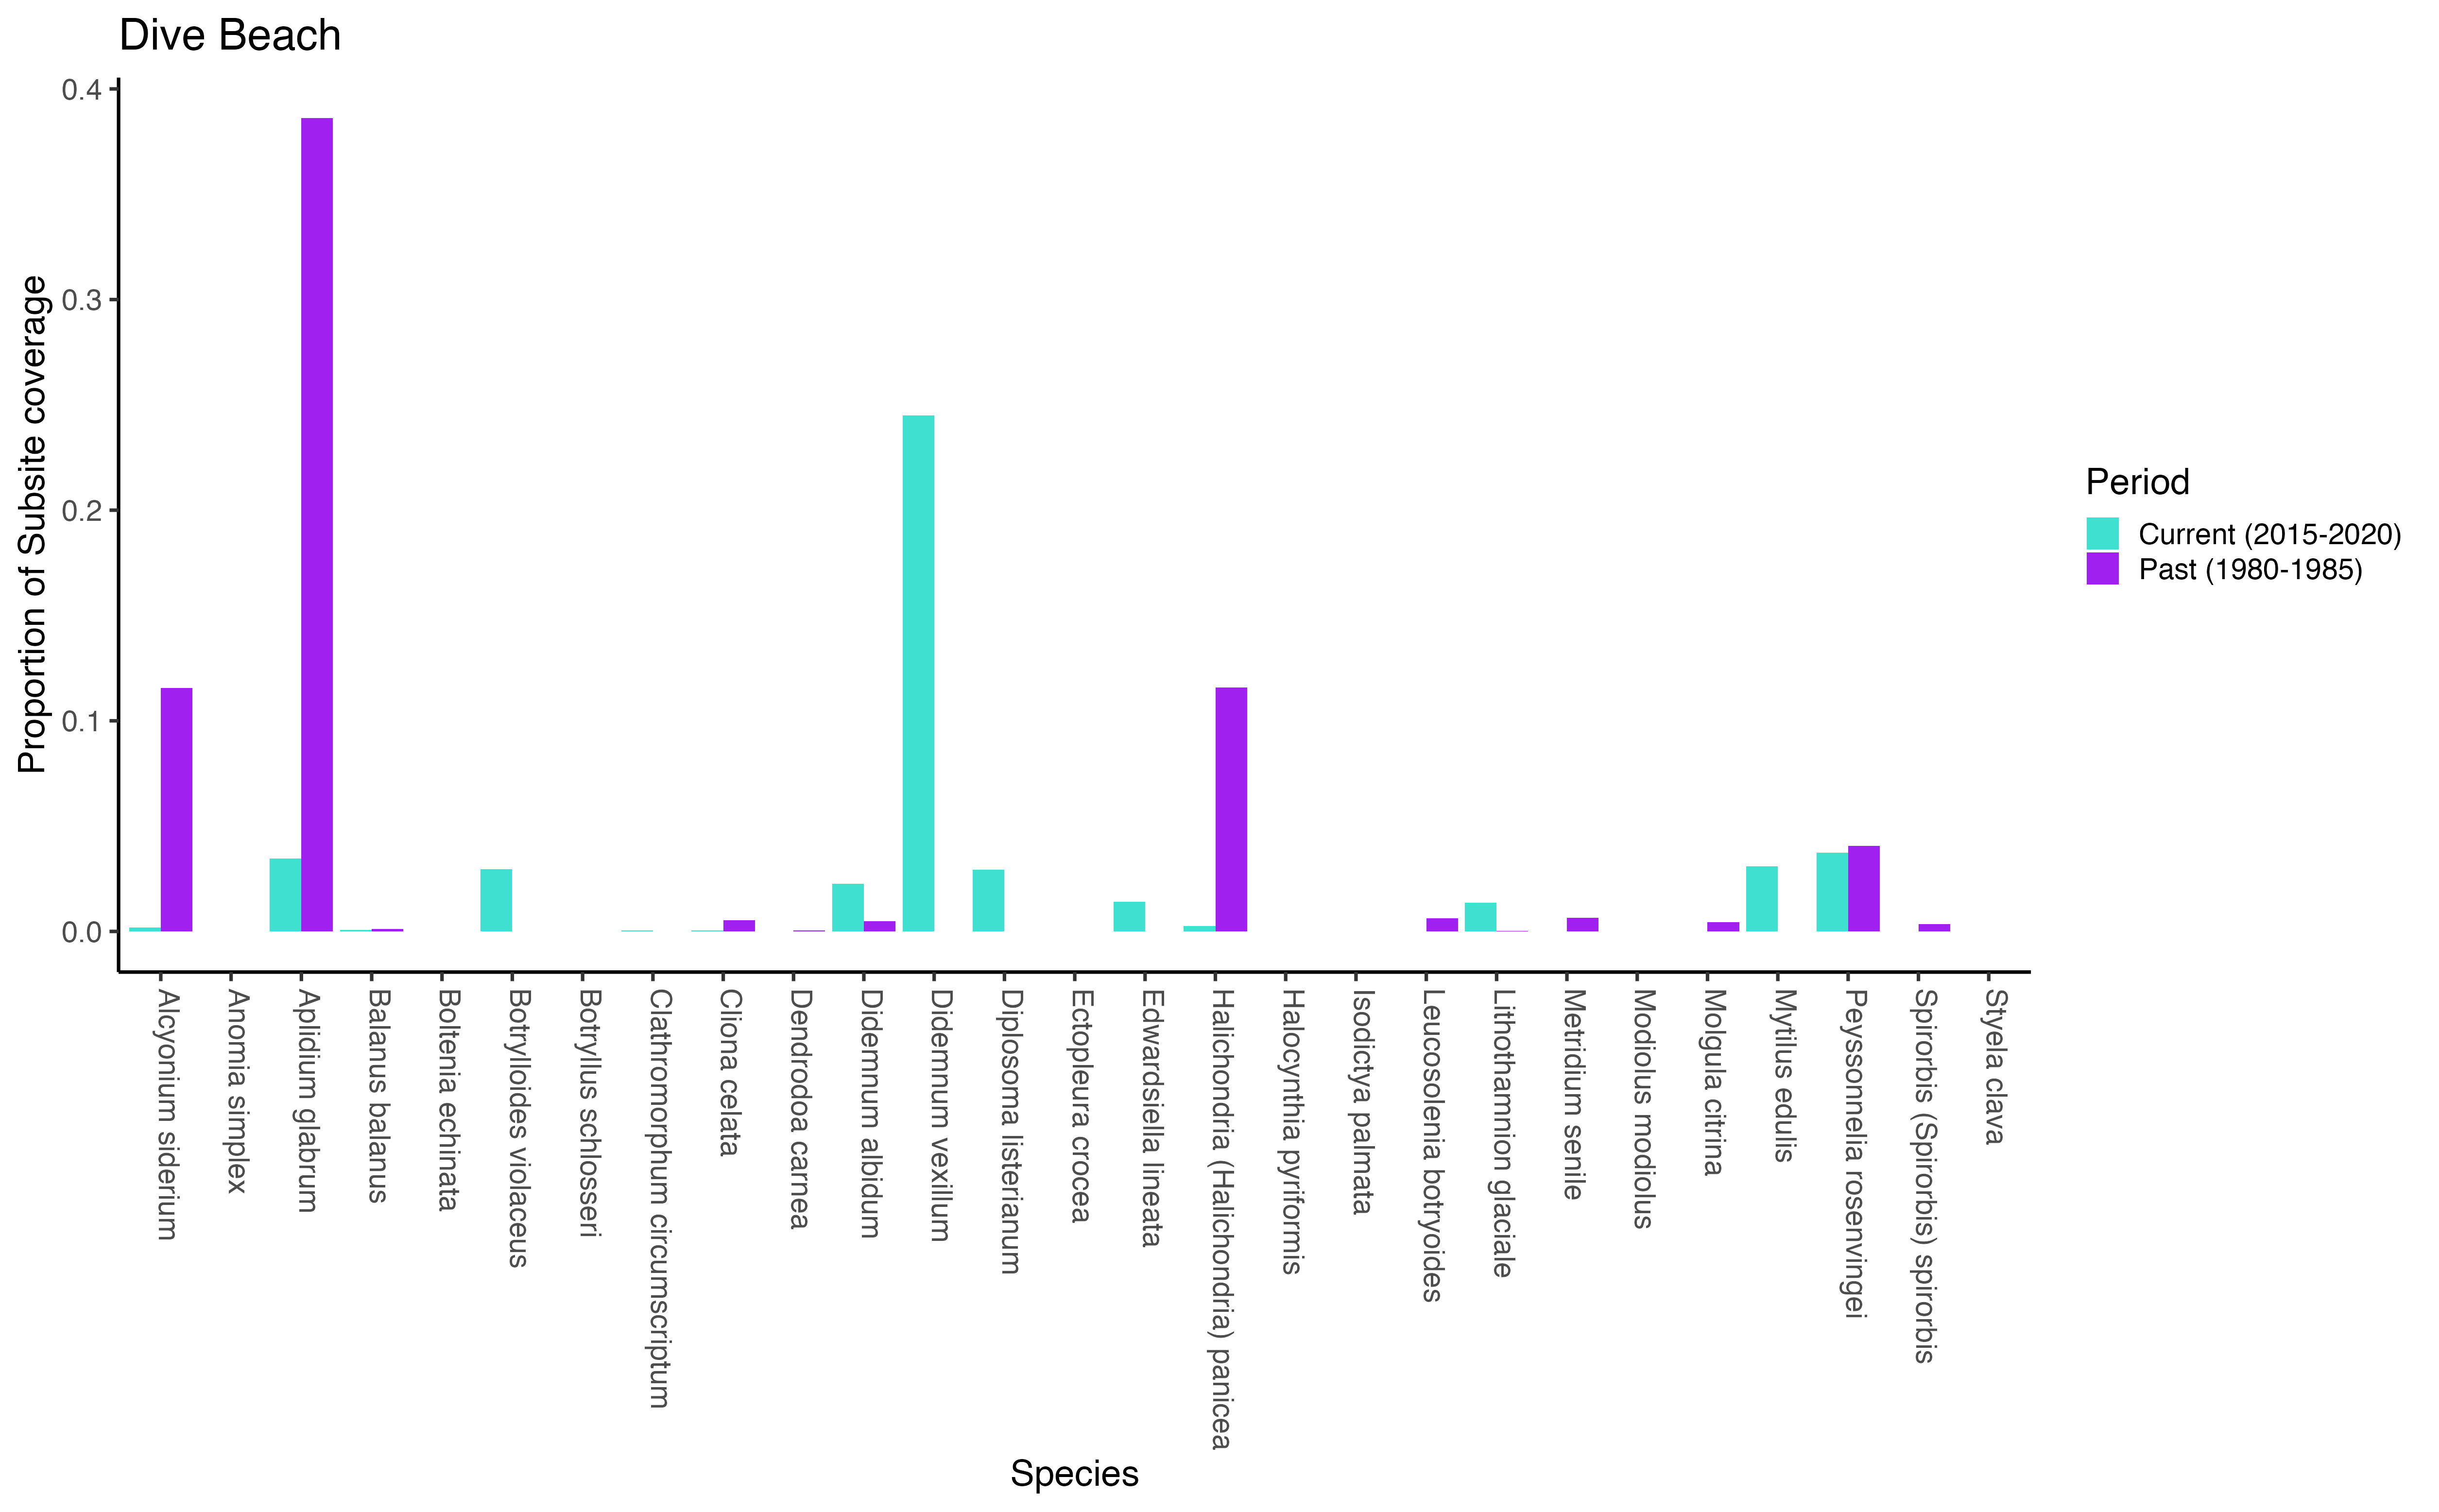 Dive Beach
Proportion of Subsite coverage
0.4
0.3
0.2
0.1
0.0
Alcyonium siderium
Anomia simplex
Aplidium glabrum
Balanus balanus
Boltenia echinata
Botrylloides violaceus
Botryllus schlosseri
Clathromorphum circumscriptum
Cliona celata
Dendrodoa carnea
Didemnum albidum
Didemnum vexillum
Diplosoma listerianum
Ectopleura crocea
Edwardsiella lineata
Halichondria (Halichondria) panicea
Halocynthia pyriformis
Isodictya palmata
Leucosolenia botryoides
Lithothamnion glaciale
Metridium senile
Modiolus modiolus
Molgula citrina
Mytilus edulis
Peyssonnelia rosenvingei
Spirorbis (Spirorbis) spirorbis
Styela clava
Species
Period
Current (2015-2020)
Past (1980-1985)